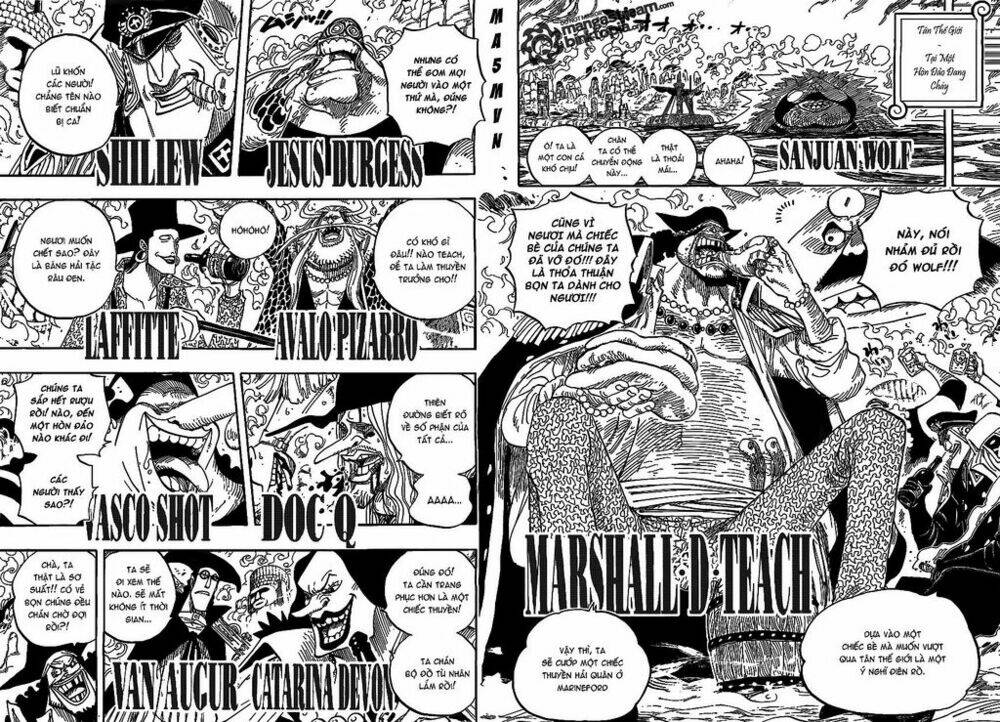 Tân Thế Giới
-
Tại Một
Hòn Đảo Đang
Cháy
mangastream.com
binktopia.com
AHAHA!
THẬT
LÀ THOẢI
MÁI...
CHÂN
TA CÓ THỂ
CHUYỂN ĐỘNG
NÀY...
Ô! TA LÀ
MỘT CON CÁ
KHÓ CHỊU!
SANJUAN WOLF
NÀY, NÓI
NHẢM ĐỦ RỒI
ĐÓ WOLF!!!
CŨNG VÌ
NGƯƠI MÀ CHIẾC
BÈ CỦA CHÚNG TA
ĐÃ VỠ ĐÓ!!! ĐÂY
LÀ THỎA THUẬN
BỌN TA DÀNH CHO
NGƯƠI!!!
MARSHALL D TEACH
DỰA VÀO MỘT
CHIẾC BÈ MÀ MUỐN VƯỢT
QUA TÂN THẾ GIỚI LÀ MỘT
Ý NGHĨ ĐIÊN RỒ.
VẬY THÌ, TA
SẼ CƯỚP MỘT CHIẾC
THUYỀN HẢI QUÂN Ở
MARINEFORD
MA5MVN
NHƯNG CÓ
THỂ GOM MỌI
NGƯỜI VÀO MỘT
THỨ MÀ, ĐÚNG
KHÔNG?!
JESUS BURGESS
LŨ KHỐN
CÁC NGƯƠI!
CHẲNG TÊN NÀO
BIẾT CHUẨN
BỊ CẢ!
SHILIEW
CÓ KHÓ GÌ
ĐÂU!! NÀO TEACH,
ĐỂ TA LÀM THUYỀN
TRƯỞNG CHO!!
AVALO PIZARRO
HÔHÔHÔ!
NGƯƠI MUỐN
CHẾT SAO? ĐÂY
LÀ BĂNG HẢI TẶC
RÂU ĐEN.
LAFFITTE
THIÊN
ĐƯỜNG BIẾT RÕ
VỀ SỐ PHẬN CỦA
TẤT CẢ...
AAAA...
DOC Q
CHÚNG TA
SẮP HẾT RƯỢU
RỒI! NÀO, ĐẾN
MỘT HÒN ĐẢO
NÀO KHÁC ĐI!
CÁC
NGƯƠI THẤY
SAO?!
VASCO SHOT
ĐÚNG ĐÓ!
TA CẦN TRANG
PHỤC HƠN LÀ MỘT
CHIẾC THUYỀN!
TA CHÁN
BỘ ĐỒ TÙ NHÂN
LẮM RỒI!
CATARINA DEVON
TA SẼ
ĐI XEM THẾ
NÀO. SẼ MẤT
KHÔNG ÍT THỜI
GIAN...
VAN AUGUR
CHÀ, TA
THẬT LÀ SƠ
SUẤT!! CÓ VẺ
BỌN CHÚNG ĐỀU
CHÁN CHỜ ĐỢI
RỒI?!